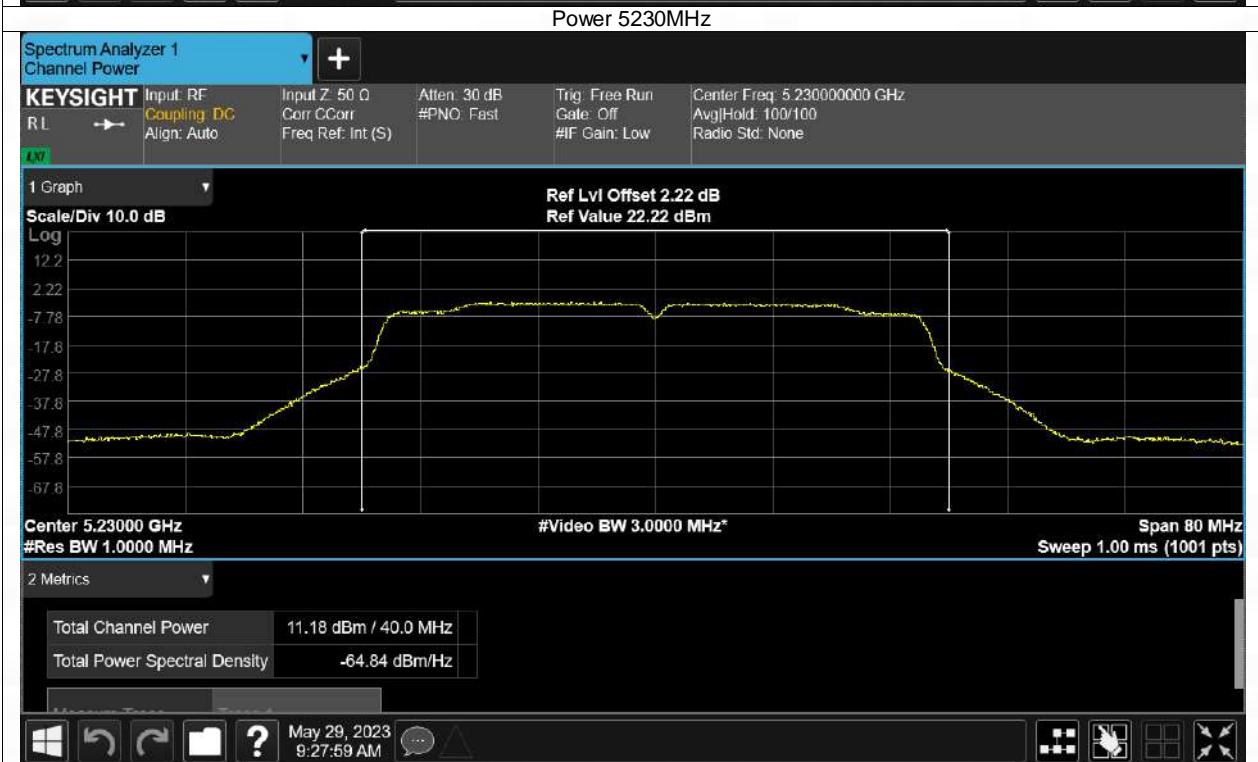 Power 5230MHz
Spectrum Analyzer 1
Channel Power
+
KEYSIGHT
RL
LXI
Input: RF
Coupling: DC
Align: Auto
Input Z: 50 Ω
Corr CCorr
Freq Ref: Int (S)
Atten: 30 dB
#PNO: Fast
Trig: Free Run
Gate: Off
#IF Gain: Low
Center Freq: 5.230000000 GHz
Avg|Hold: 100/100
Radio Std: None
1 Graph
Scale/Div 10.0 dB
Ref Lvl Offset 2.22 dB
Ref Value 22.22 dBm
Log
12.2
2.22
-7.78
-17.8
-27.8
-37.8
-47.8
-57.8
-67.8
Center 5.23000 GHz
#Res BW 1.0000 MHz
#Video BW 3.0000 MHz*
Span 80 MHz
Sweep 1.00 ms (1001 pts)
2 Metrics
Total Channel Power 11.18 dBm / 40.0 MHz
Total Power Spectral Density -64.84 dBm/Hz
?
May 29, 2023
9:27:59 AM